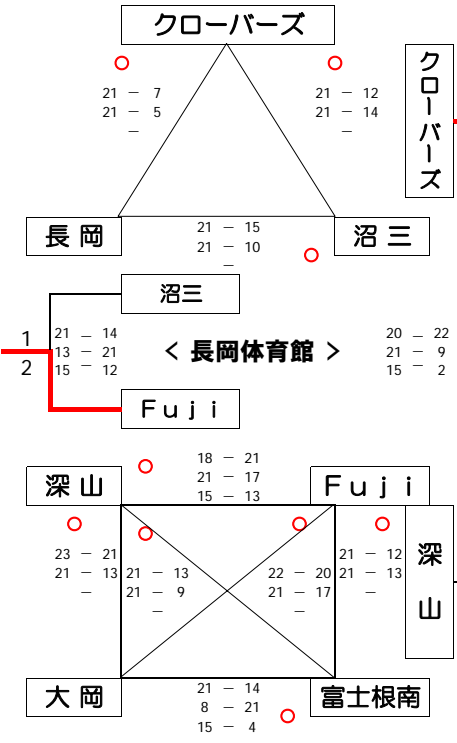 クローバーズ
21 － 7
21 － 5
－
21 － 12
21 － 14
－
クローバーズ
長 岡
21 － 15
21 － 10
－
沼 三
沼三
1
2
21 － 14
13 － 21
15 － 12
＜ 長岡体育館 ＞
20 － 22
21 － 9
15 － 2
Ｆｕｊｉ
深 山
18 － 21
21 － 17
15 － 13
Ｆｕｊｉ
23 － 21
21 － 13
－
21 － 13
21 － 9
－
22 － 20
21 － 17
－
21 － 12
21 － 13
－
深山
大 岡
21 － 14
8 － 21
15 － 4
富士根南